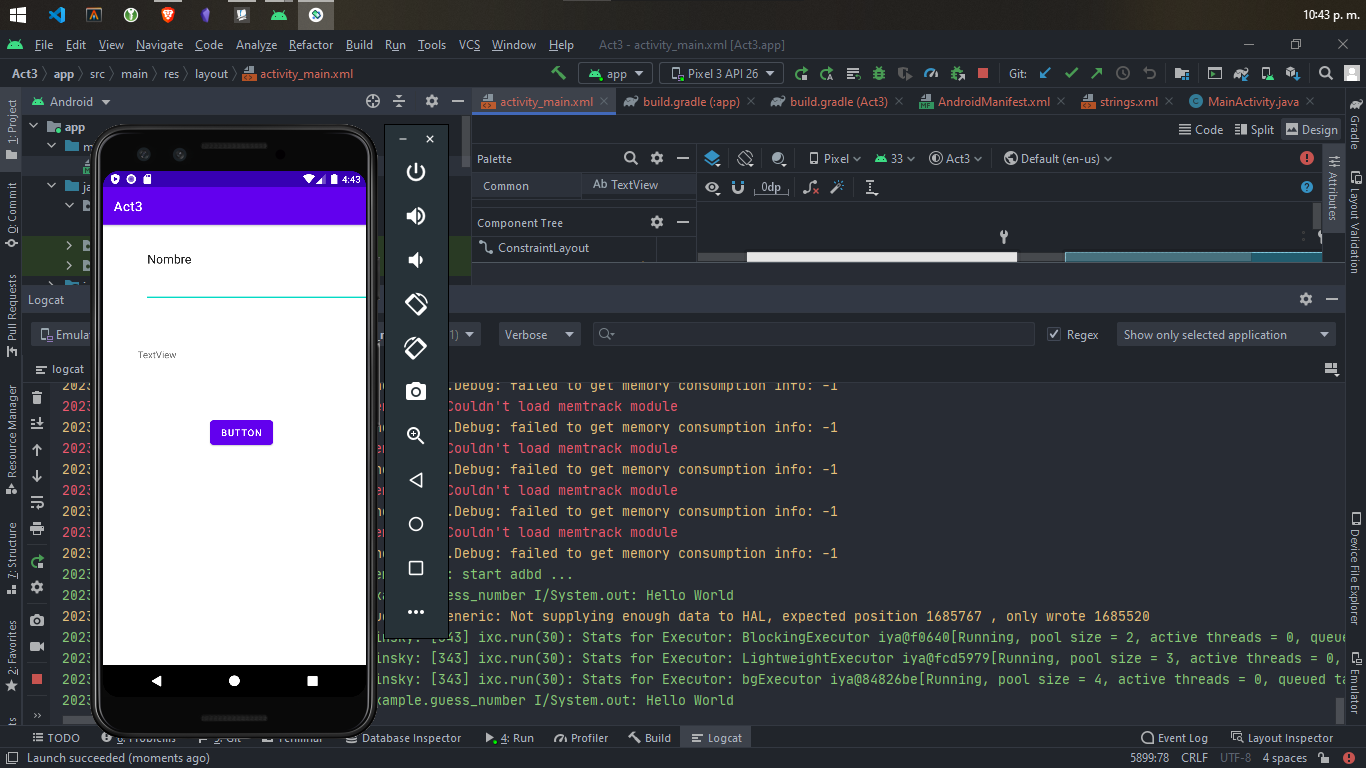 10:43 p. m.
File Edit View Navigate Code Analyze Refactor Build Run Tools VCS Window Help Act3 - activity_main.xml [Act3.app]
Act3 app src main res layout activity_main.xml app Pixel 3 API 26 Git:
1: Project
Android
activity_main.xml build.gradle (:app) build.gradle (Act3) AndroidManifest.xml strings.xml MainActivity.java
Gradle
app
Code Split Design
Palette
Pixel 33 Act3 Default (en-us)
Common Ab TextView
0dp
Attributes
Layout Validation
Component Tree
ConstraintLayout
0: Commit
Pull Requests
Resource Manager
7: Structure
2: Favorites
4:43
Act3
Nombre
TextView
BUTTON
Logcat
Verbose Regex Show only selected application
logcat
.Debug: failed to get memory consumption info: -1
2023 Couldn't load memtrack module
2023 .Debug: failed to get memory consumption info: -1
2023 Couldn't load memtrack module
2023 .Debug: failed to get memory consumption info: -1
2023 Couldn't load memtrack module
2023 .Debug: failed to get memory consumption info: -1
2023 Couldn't load memtrack module
2023 .Debug: failed to get memory consumption info: -1
2023 : start adbd ...
2023 guess_number I/System.out: Hello World
2023 eneric: Not supplying enough data to HAL, expected position 1685767 , only wrote 1685520
2023 insky: [343] ixc.run(30): Stats for Executor: BlockingExecutor iya@f0640[Running, pool size = 2, active threads = 0, queued
2023 insky: [343] ixc.run(30): Stats for Executor: LightweightExecutor iya@fcd5979[Running, pool size = 3, active threads = 0,
2023 insky: [343] ixc.run(30): Stats for Executor: bgExecutor iya@84826be[Running, pool size = 4, active threads = 0, queued ta
2023 xample.guess_number I/System.out: Hello World
Device File Explorer
Emulator
TODO 6: Problems 9: Git Terminal Database Inspector 4: Run Profiler Build Logcat Event Log Layout Inspector
Launch succeeded (moments ago) 5899:78 CRLF UTF-8 4 spaces